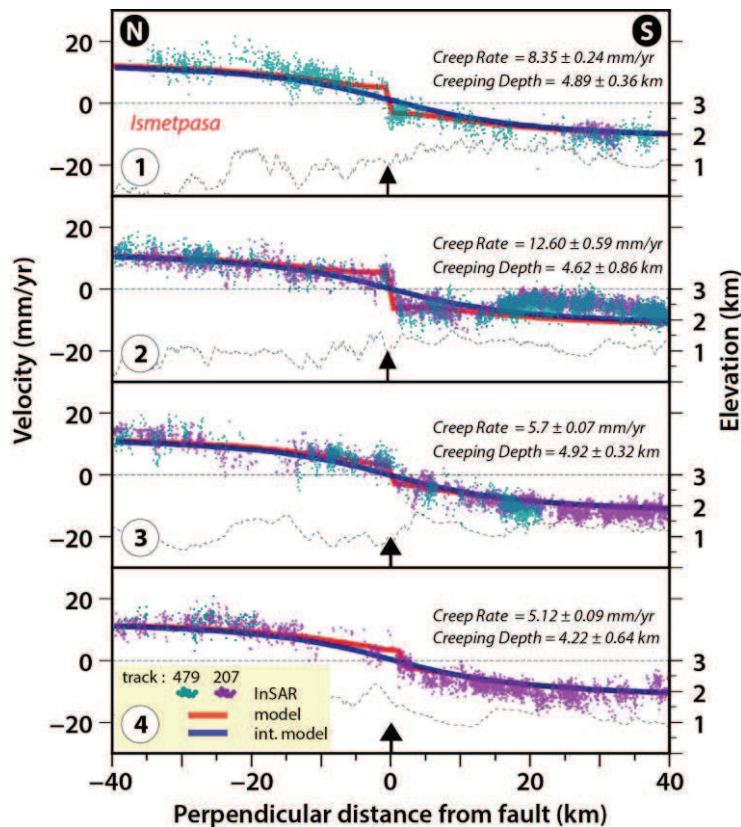 N
S
20
0
−20
Creep Rate = 8.35 ± 0.24 mm/yr
Creeping Depth = 4.89 ± 0.36 km
Ismetpasa
1
3
2
1
20
0
−20
Creep Rate = 12.60 ± 0.59 mm/yr
Creeping Depth = 4.62 ± 0.86 km
2
3
2
1
20
0
−20
Creep Rate = 5.7 ± 0.07 mm/yr
Creeping Depth = 4.92 ± 0.32 km
3
3
2
1
20
0
−20
Creep Rate = 5.12 ± 0.09 mm/yr
Creeping Depth = 4.22 ± 0.64 km
track : 479 207
InSAR
model
int. model
4
3
2
1
Velocity (mm/yr)
Elevation (km)
−40 −20 0 20 40
Perpendicular distance from fault (km)